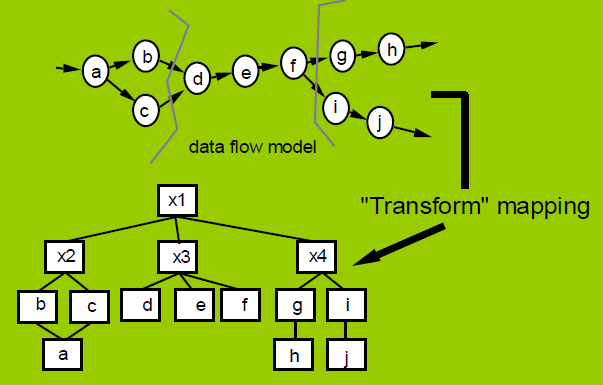 a
b
c
d
e
f
g
h
i
j
data flow model
"Transform" mapping
x1
x2
x3
x4
b
c
d
e
f
g
i
a
h
j